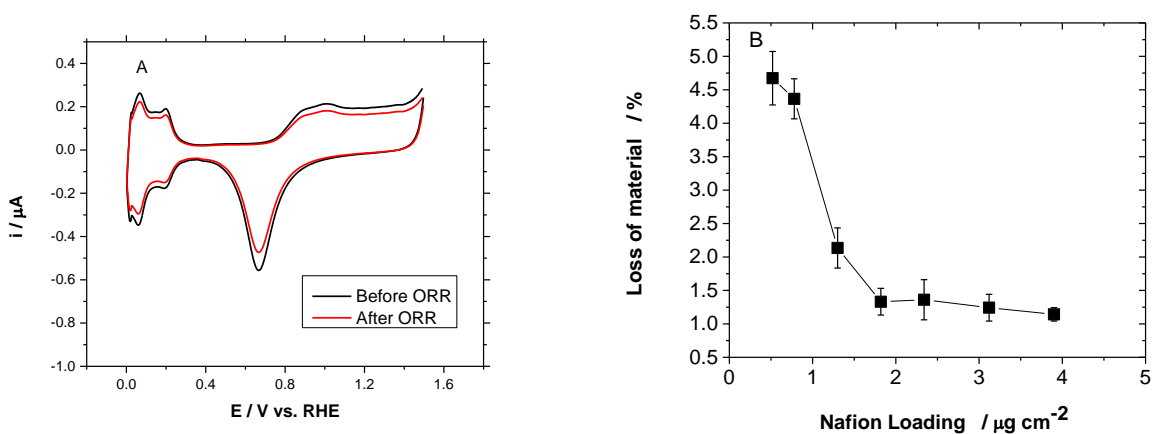 A
0.4
0.2
0.0
-0.2
-0.4
-0.6
-0.8
-1.0
i / µA
Before ORR
After ORR
0.0 0.4 0.8 1.2 1.6
E / V vs. RHE
B
5.5
5.0
4.5
4.0
3.5
3.0
2.5
2.0
1.5
1.0
0.5
Loss of material / %
0 1 2 3 4 5
Nafion Loading / µg cm-2